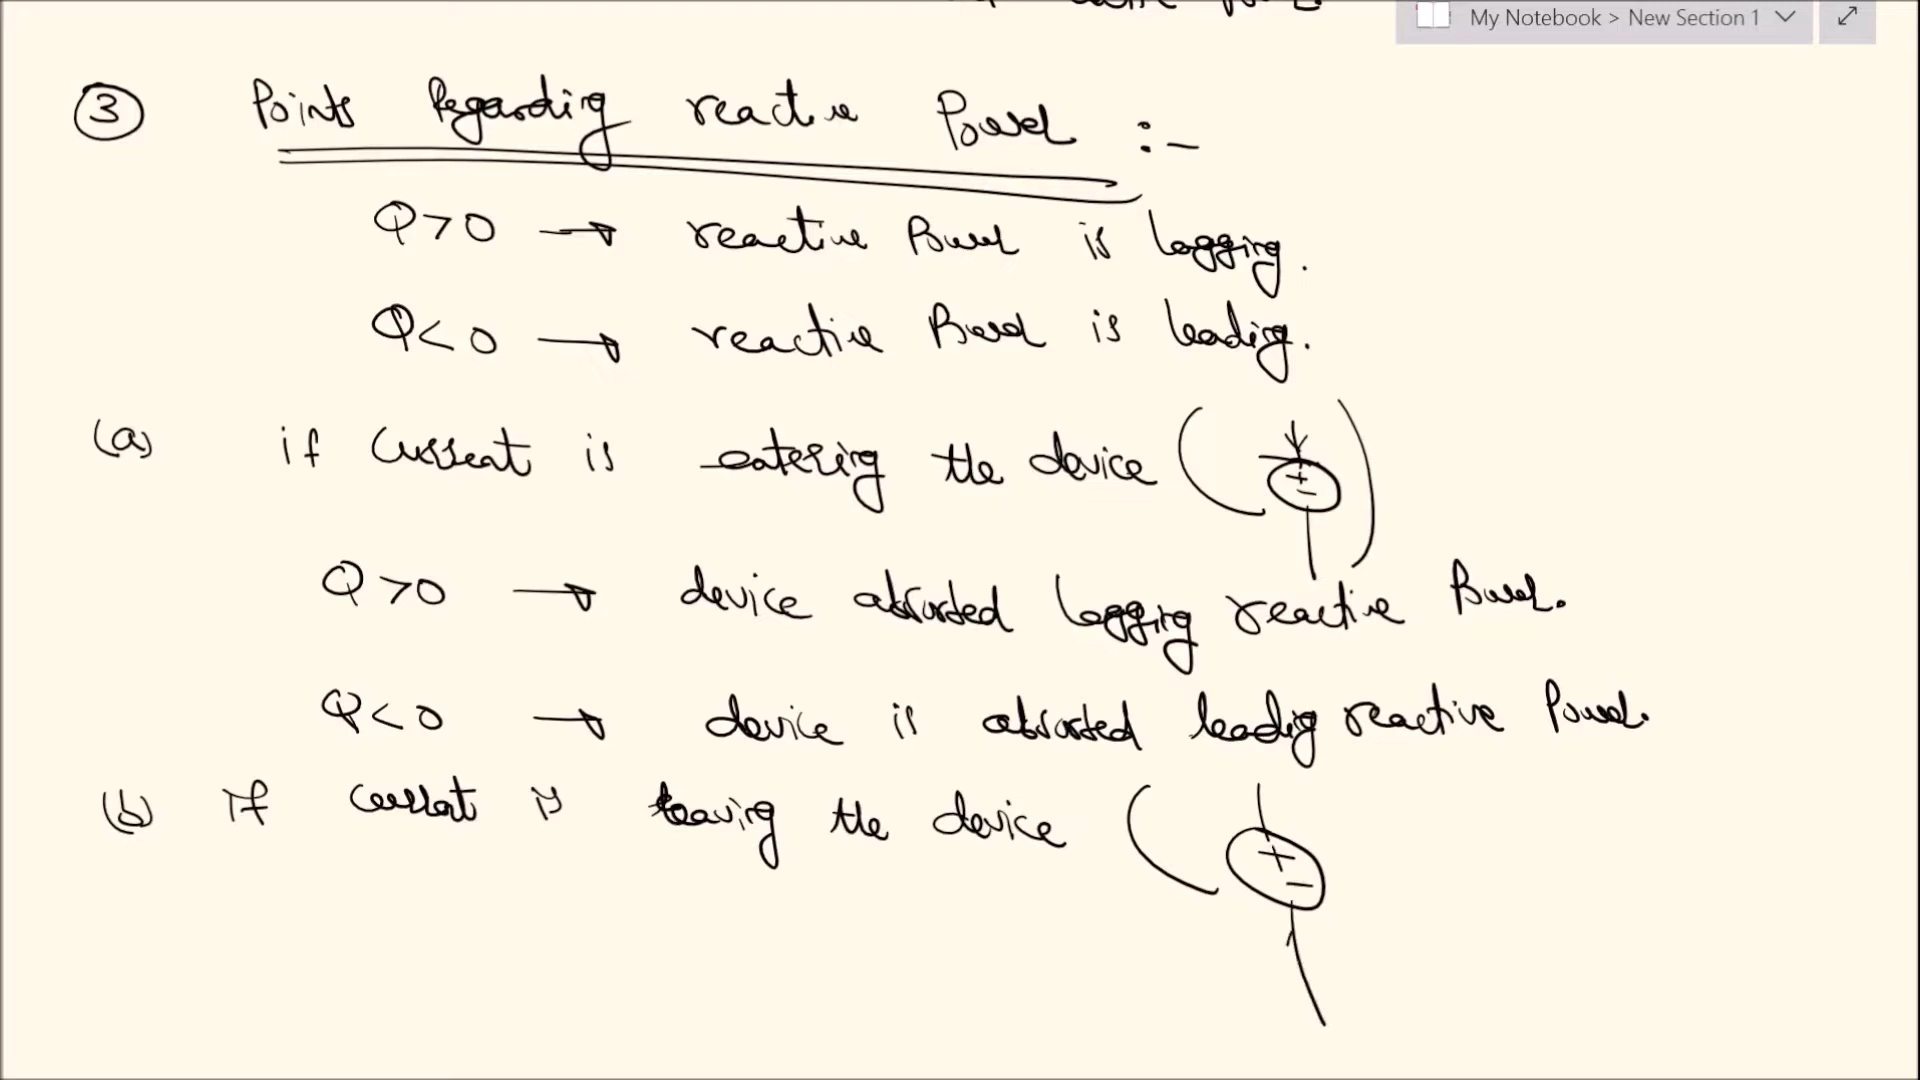 My Notebook > New Section 1
③ Points Regarding reactive Power :-
Q>0 → reactive Power is lagging.
Q<0 → reactive Power is leading.
(a) if current is entering the device ( + - )
Q>0 → device absorbed lagging reactive Power.
Q<0 → device is absorbed leading reactive Power.
(b) if current is leaving the device ( + -